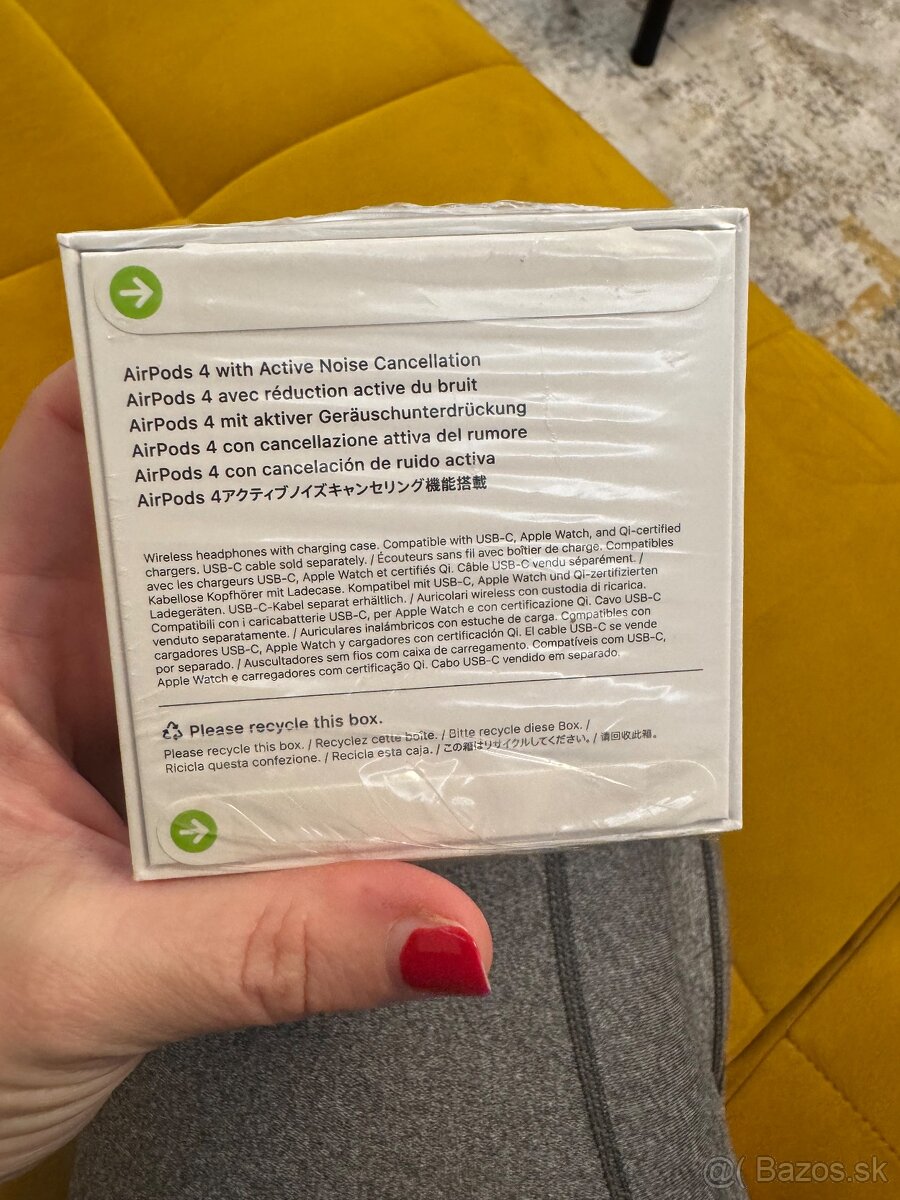 AirPods 4 with Active Noise Cancellation
AirPods 4 avec réduction active du bruit
AirPods 4 mit aktiver Geräuschunterdrückung
AirPods 4 con cancellazione attiva del rumore
AirPods 4 con cancelación de ruido activa
AirPods 4アクティブノイズキャンセリング機能搭載
Wireless headphones with charging case. Compatible with USB-C, Apple Watch, and Qi-certified
chargers. USB-C cable sold separately. / Écouteurs sans fil avec boîtier de charge. Compatibles
avec les chargeurs USB-C, Apple Watch et certifiés Qi. Câble USB-C vendu séparément. /
Kabellose Kopfhörer mit Ladecase. Kompatibel mit USB-C, Apple Watch und Qi-zertifizierten
Ladegeräten. USB-C-Kabel separat erhältlich. / Auricolari wireless con custodia di ricarica.
Compatibili con i caricabatterie USB-C, per Apple Watch e con certificazione Qi. Cavo USB-C
venduto separatamente. / Auriculares inalámbricos con estuche de carga. Compatibles con
cargadores USB-C, Apple Watch y cargadores con certificación Qi. El cable USB-C se vende
por separado. / Auscultadores sem fios com caixa de carregamento. Compatíveis com USB-C,
Apple Watch e carregadores com certificação Qi. Cabo USB-C vendido em separado.
Please recycle this box.
Please recycle this box. / Recyclez cette boîte. / Bitte recycle diese Box. /
Ricicla questa confezione. / Recicla esta caja. / この箱はリサイクルしてください。 / 请回收此箱。
@( Bazos.sk